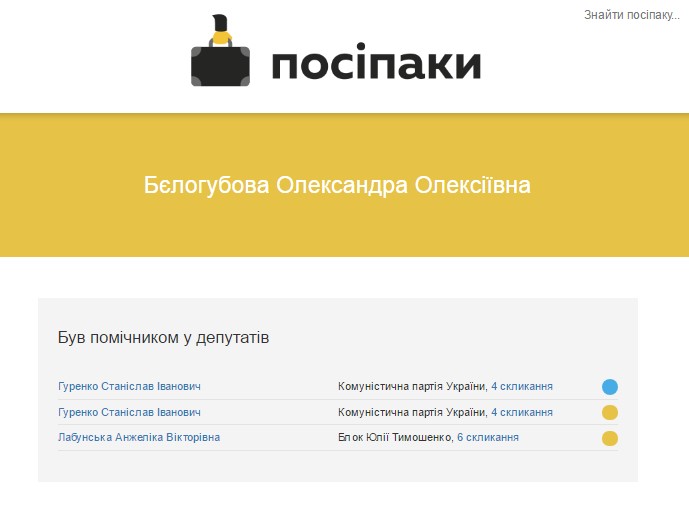 Знайти посіпаку...
посіпаки
Бєлогубова Олександра Олексіївна
Був помічником у депутатів
Гуренко Станіслав Іванович Комуністична партія України, 4 скликання
Гуренко Станіслав Іванович Комуністична партія України, 4 скликання
Лабунська Анжеліка Вікторівна Блок Юлії Тимошенко, 6 скликання